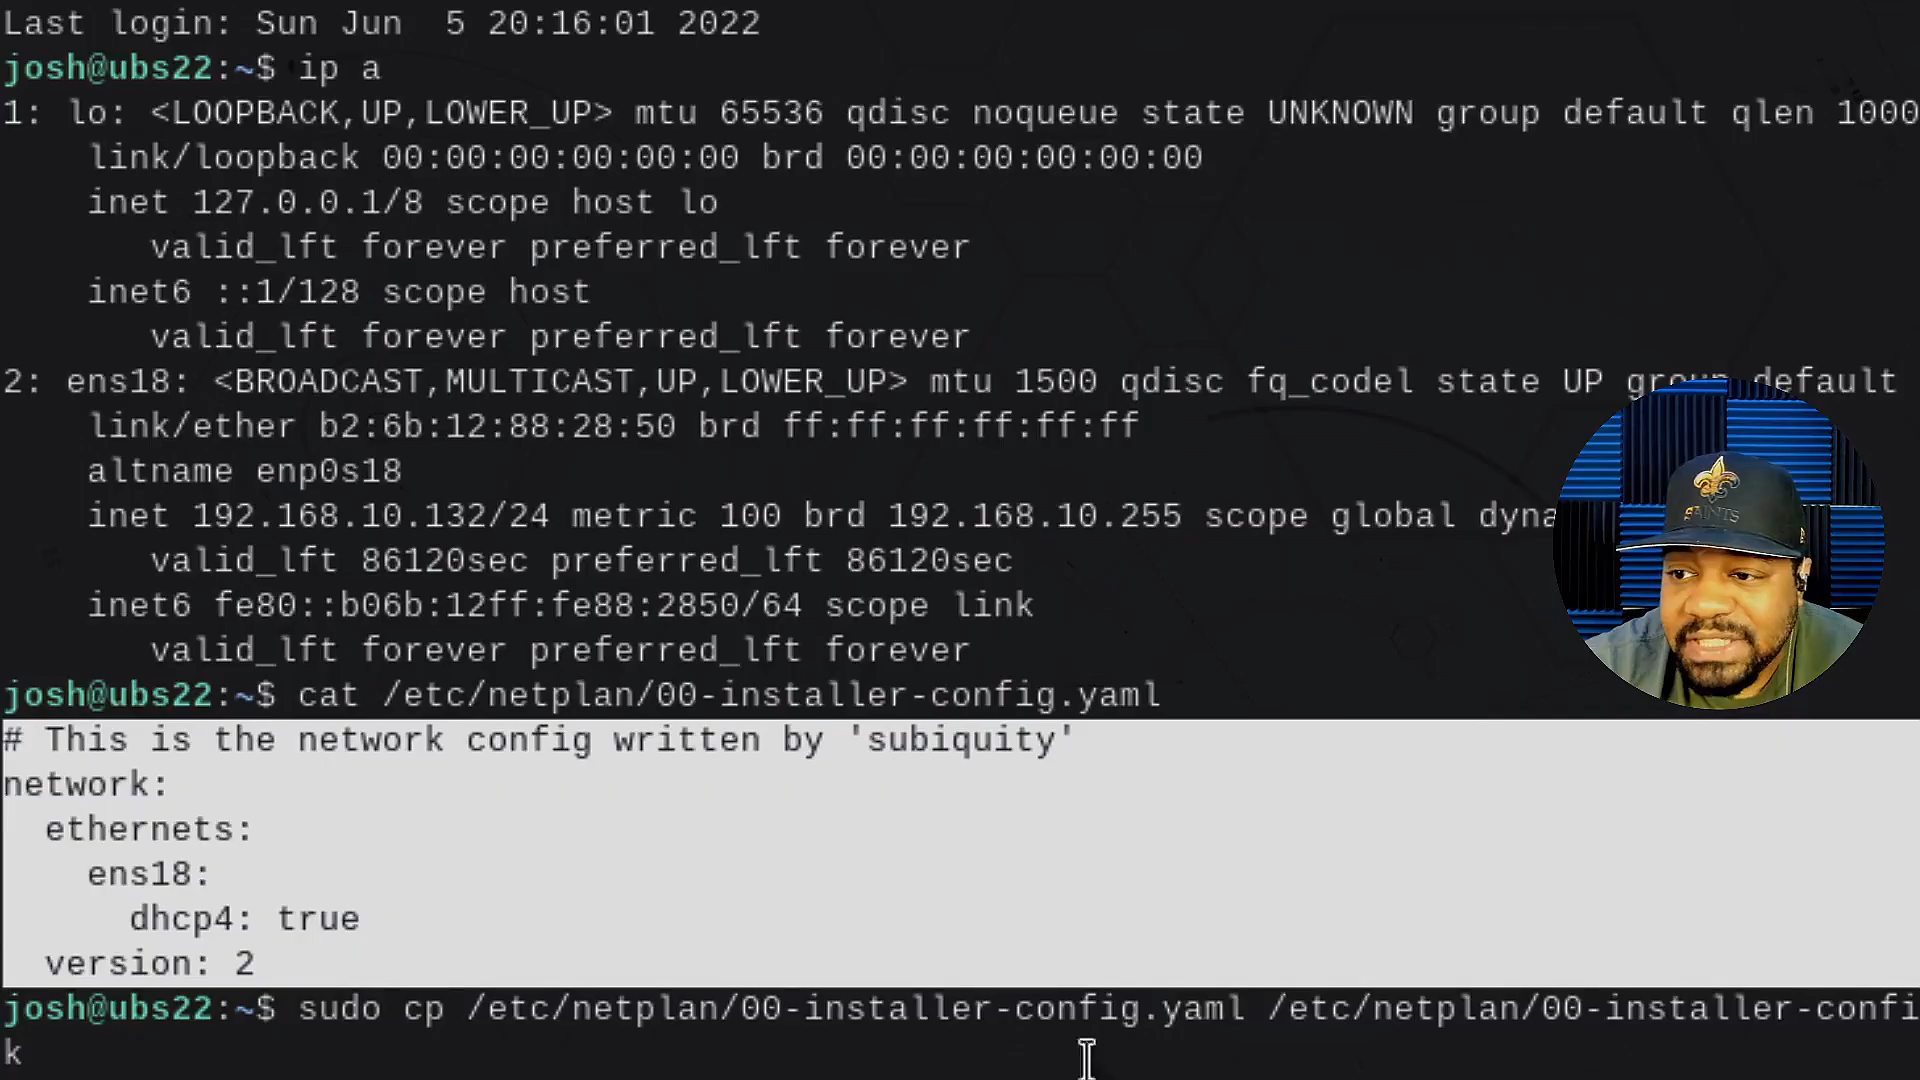 Last login: Sun Jun  5 20:16:01 2022
josh@ubs22:~$ ip a
1: lo: <LOOPBACK,UP,LOWER_UP> mtu 65536 qdisc noqueue state UNKNOWN group default qlen 1000
    link/loopback 00:00:00:00:00:00 brd 00:00:00:00:00:00
    inet 127.0.0.1/8 scope host lo
       valid_lft forever preferred_lft forever
    inet6 ::1/128 scope host
       valid_lft forever preferred_lft forever
2: ens18: <BROADCAST,MULTICAST,UP,LOWER_UP> mtu 1500 qdisc fq_codel state UP group default
    link/ether b2:6b:12:88:28:50 brd ff:ff:ff:ff:ff:ff
    altname enp0s18
    inet 192.168.10.132/24 metric 100 brd 192.168.10.255 scope global dyna
SAINTS
       valid_lft 86120sec preferred_lft 86120sec
    inet6 fe80::b06b:12ff:fe88:2850/64 scope link
       valid_lft forever preferred_lft forever
josh@ubs22:~$ cat /etc/netplan/00-installer-config.yaml
# This is the network config written by 'subiquity'
network:
  ethernets:
    ens18:
      dhcp4: true
  version: 2
josh@ubs22:~$ sudo cp /etc/netplan/00-installer-config.yaml /etc/netplan/00-installer-confi
k